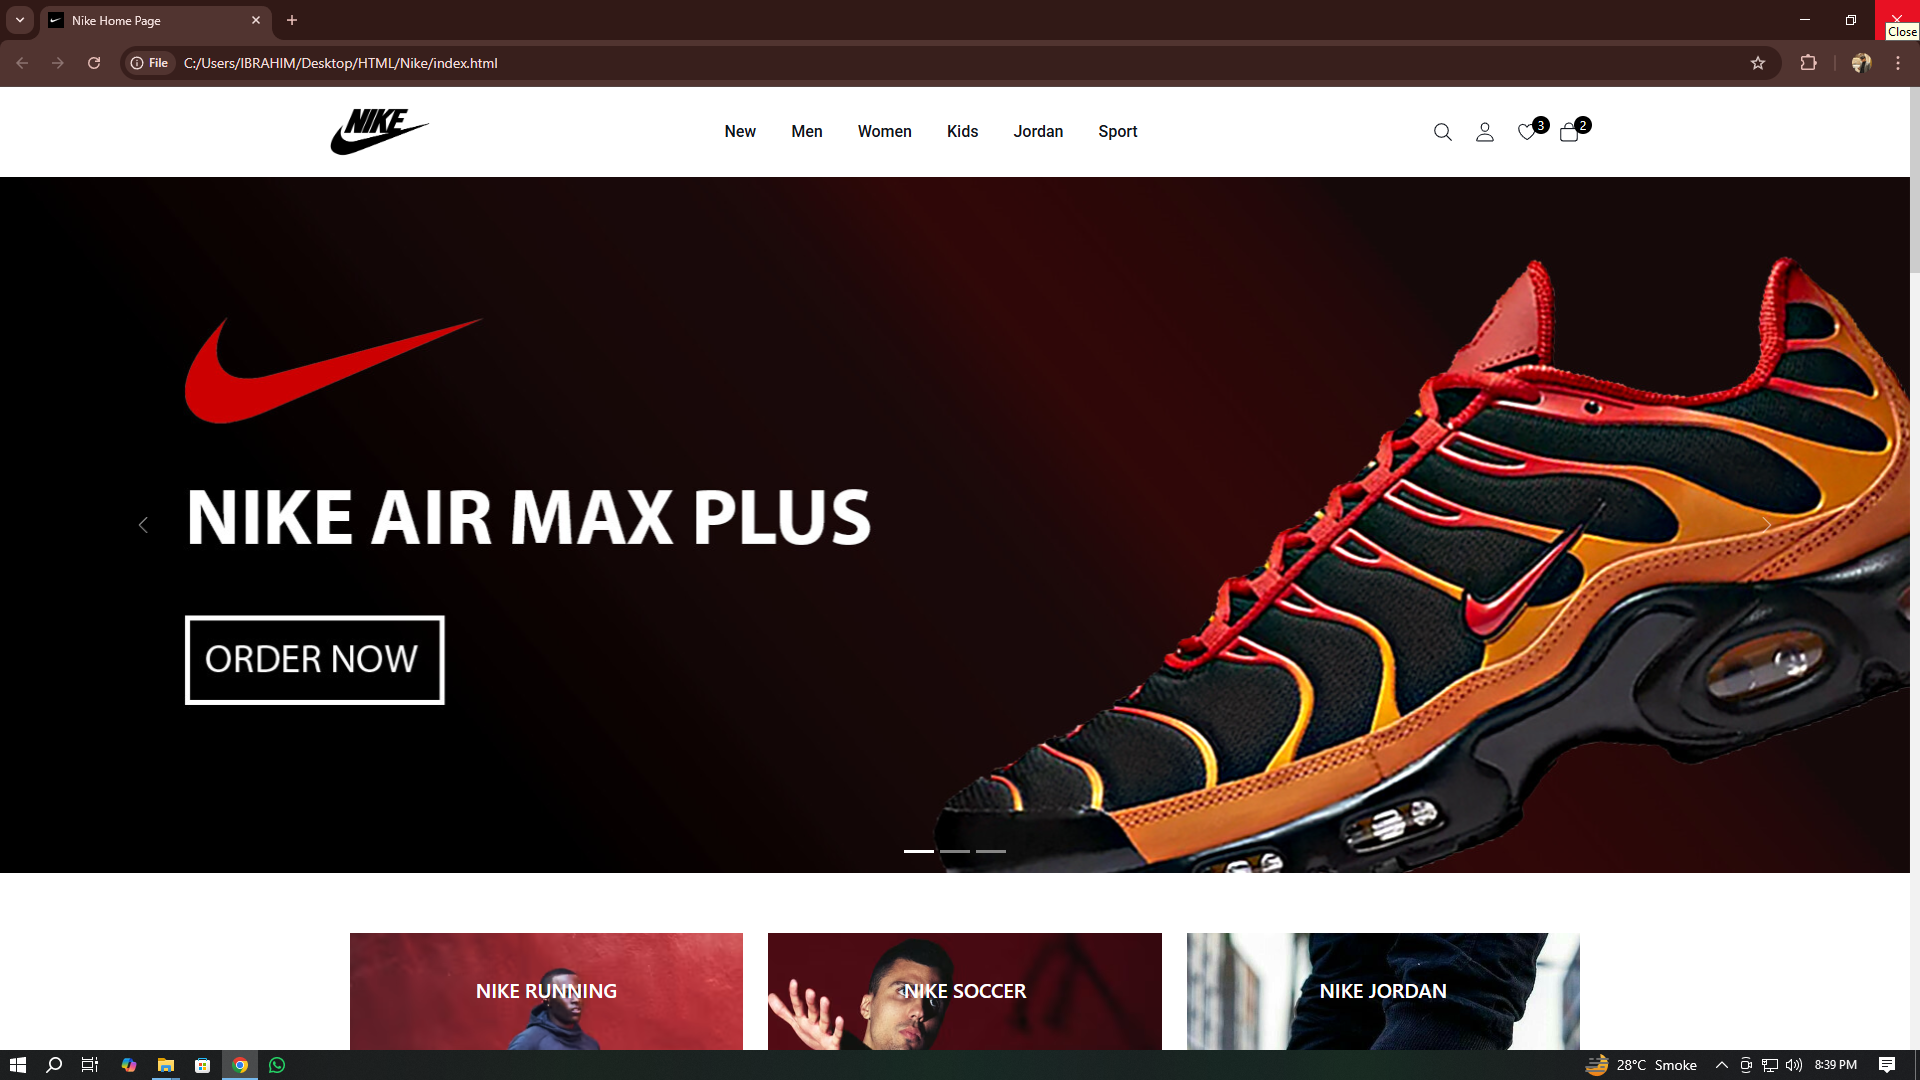 Nike Home Page
Close
File
C:/Users/IBRAHIM/Desktop/HTML/Nike/index.html
NIKE
New
Men
Women
Kids
Jordan
Sport
3
2
NIKE AIR MAX PLUS
ORDER NOW
NIKE RUNNING
NIKE SOCCER
NIKE JORDAN
28°C Smoke
8:39 PM